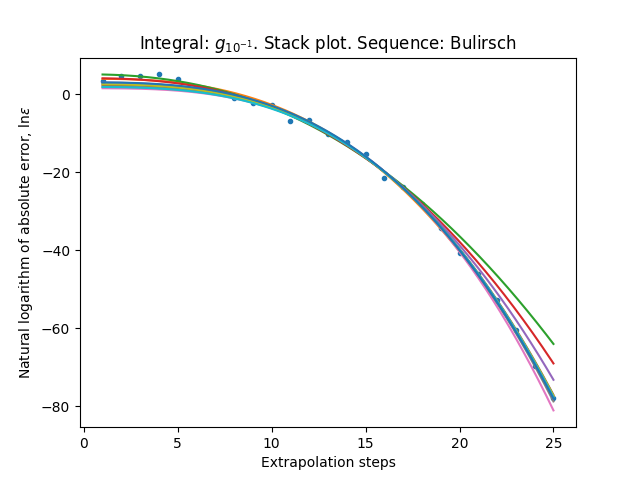 Integral: g₁₀⁻¹. Stack plot. Sequence: Bulirsch
Natural logarithm of absolute error, lnε
0
−20
−40
−60
−80
0 5 10 15 20 25
Extrapolation steps